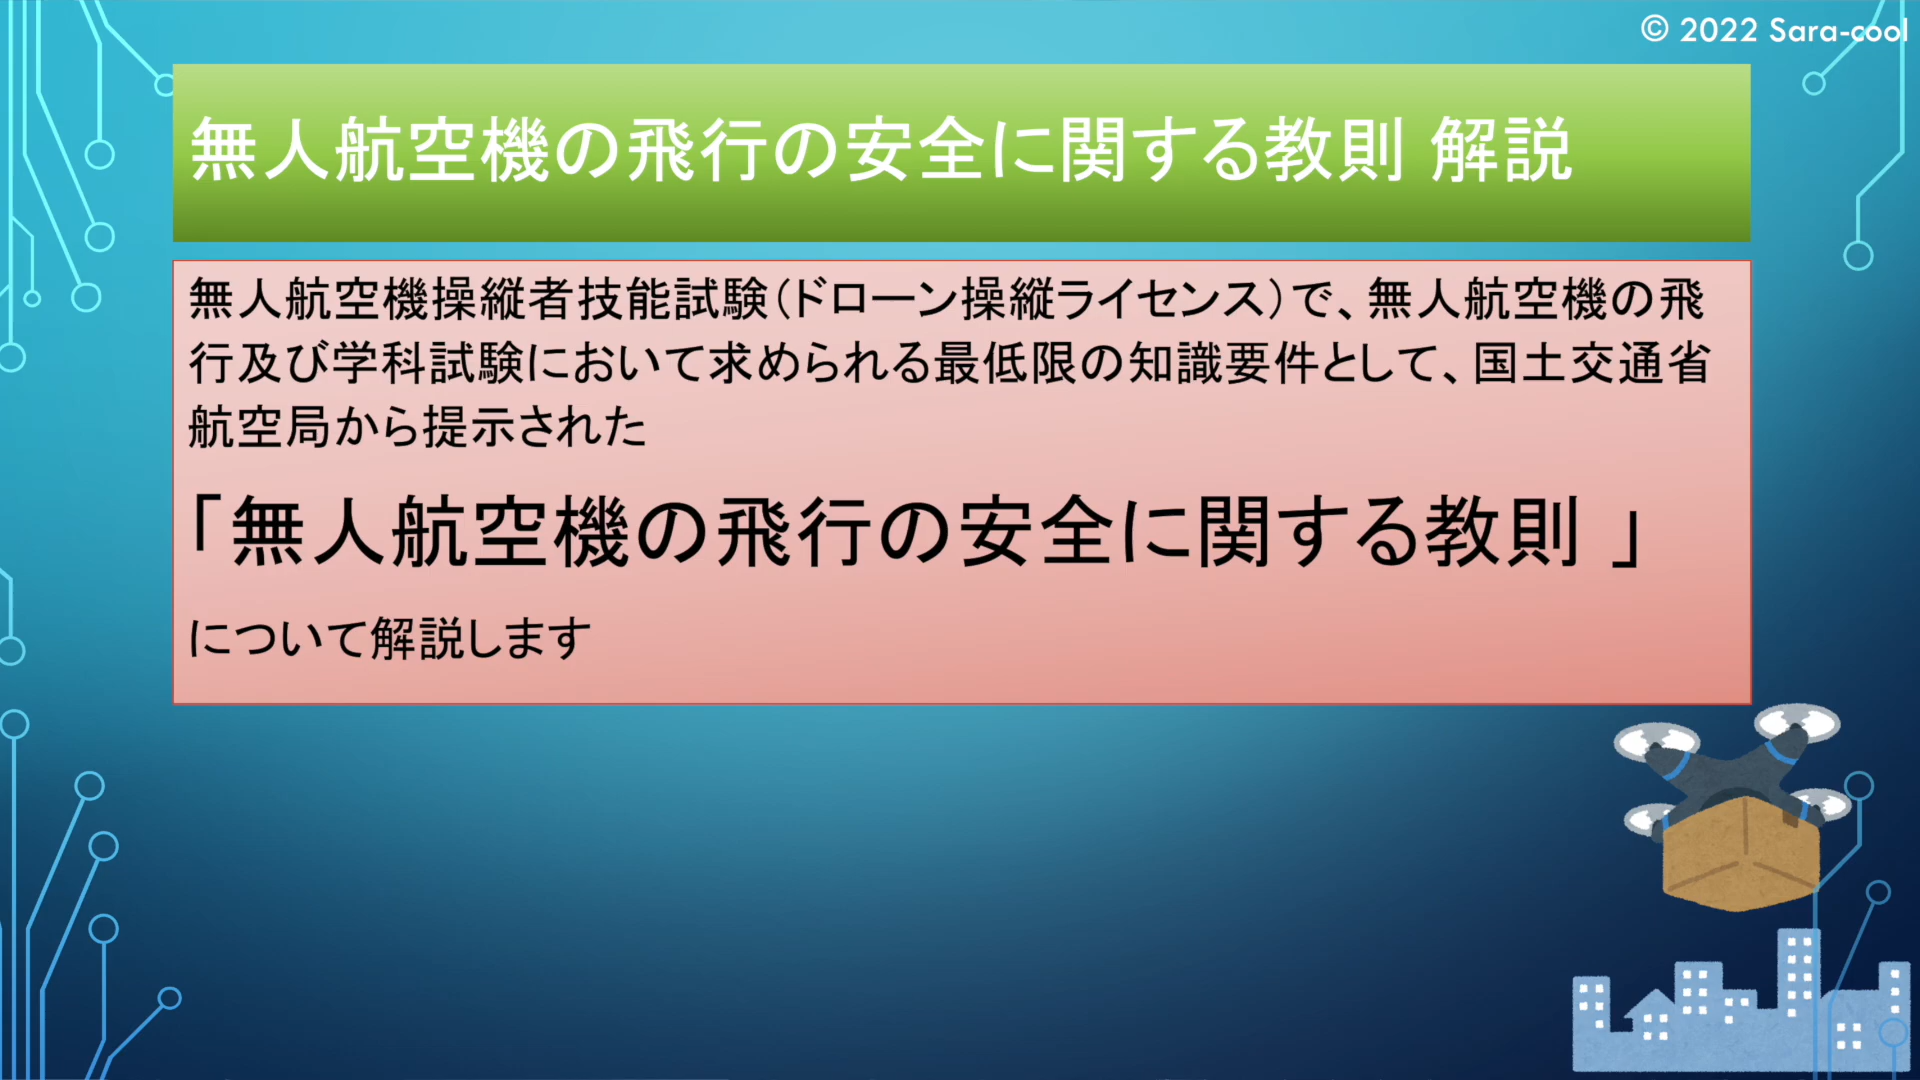 © 2022 Sara-cool
無人航空機の飛行の安全に関する教則 解説
無人航空機操縦者技能試験（ドローン操縦ライセンス）で、無人航空機の飛
行及び学科試験において求められる最低限の知識要件として、国土交通省
航空局から提示された
「無人航空機の飛行の安全に関する教則 」
について解説します